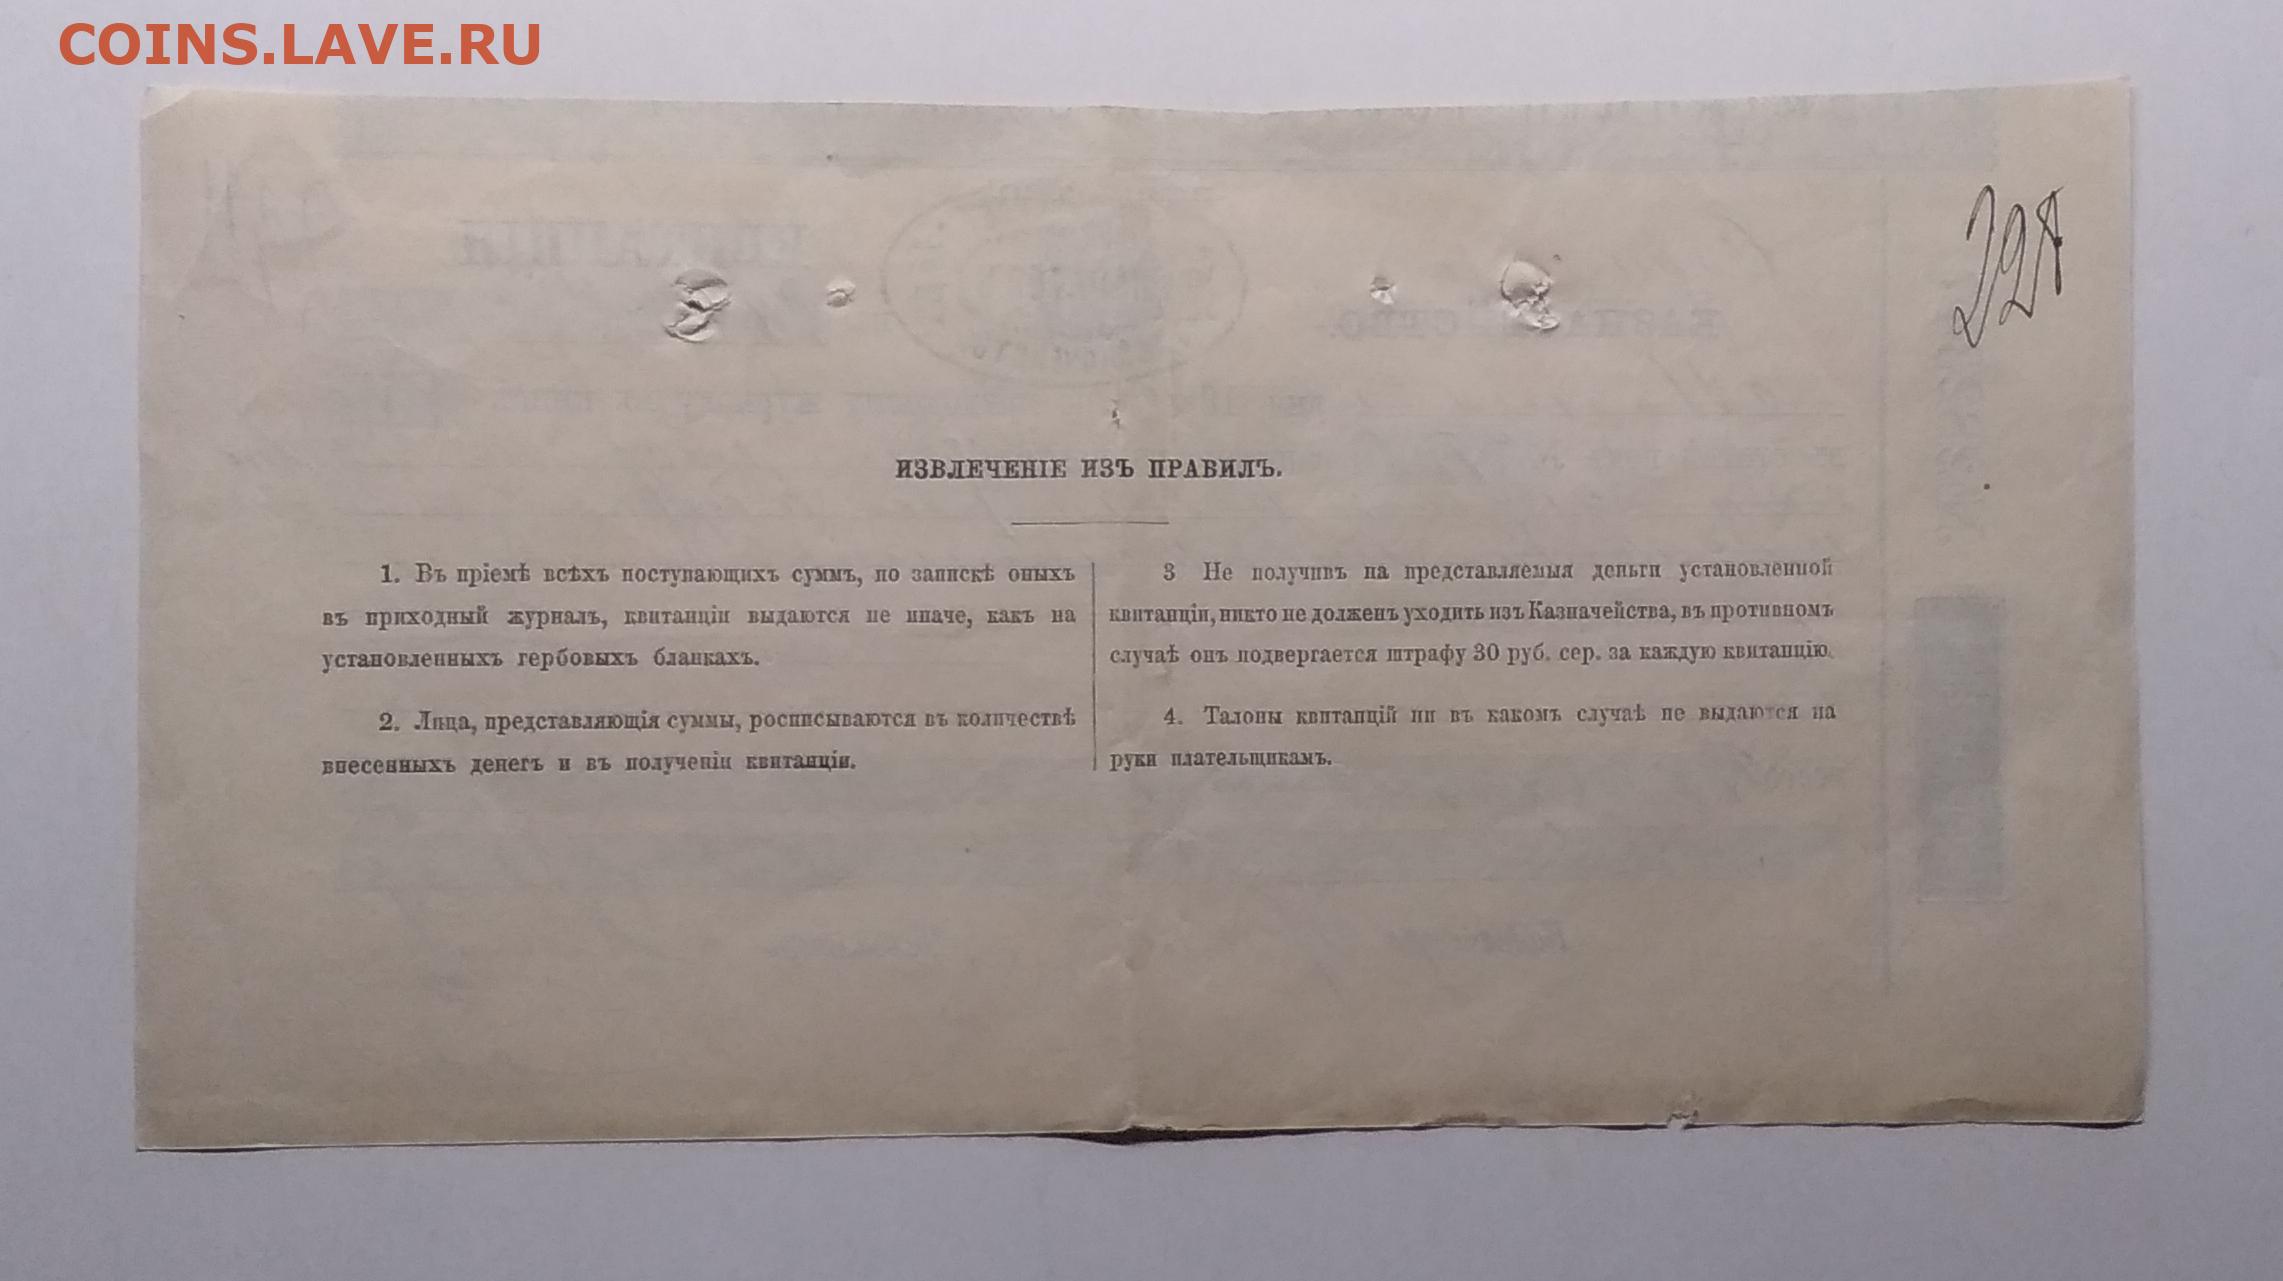 COINS.LAVE.RU
ИЗВЛЕЧЕНІЕ ИЗЪ ПРАВИЛЪ.
1. Въ пріемѣ всѣхъ поступающихъ суммъ, по запискѣ оныхъ
въ приходный журналъ, квитанціи выдаются не иначе, какъ на
установленныхъ гербовыхъ бланкахъ.
2. Лица, представляющія суммы, росписываются въ количествѣ
внесенныхъ денегъ и въ полученіи квитанціи.
3 Не получивъ на представляемыя деньги установленной
квитанціи, никто не долженъ уходить изъ Казначейства, въ противномъ
случаѣ онъ подвергается штрафу 30 руб. сер. за каждую квитанцію.
4. Талоны квитанцій ни въ какомъ случаѣ не выдаются на
руки плательщикамъ.